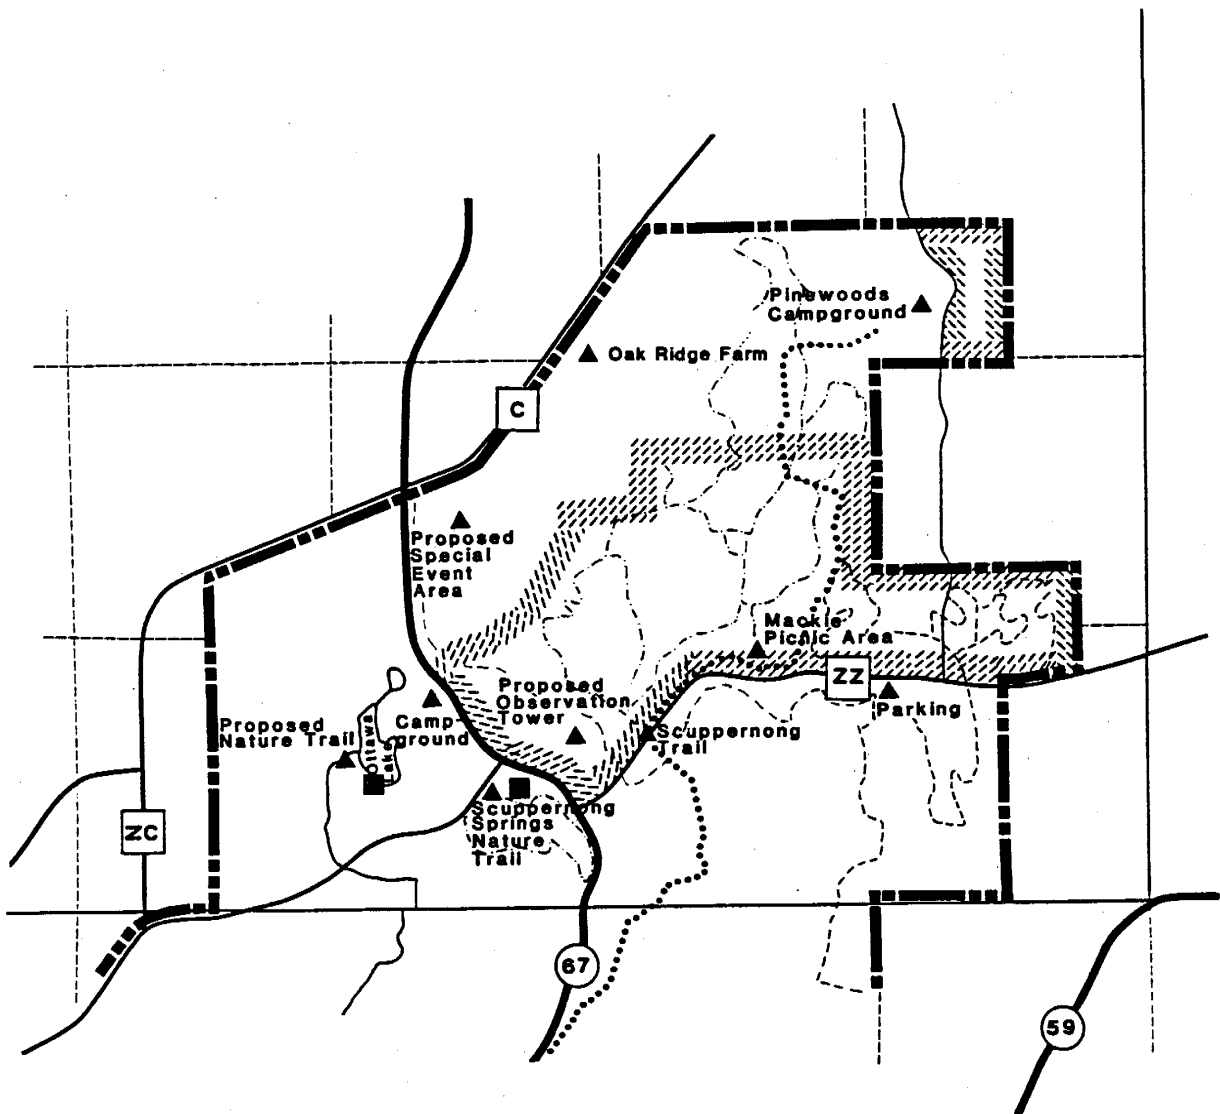 Pinewoods
Campground
Oak Ridge Farm
C
Proposed
Special
Event
Area
Mackie
Picnic Area
ZZ
Parking
Proposed
Observation
Tower
Scuppernong
Trail
Camp-
ground
Proposed
Nature Trail
Ottawa
Lake
Scuppernong
Springs
Nature
Trail
ZC
67
59